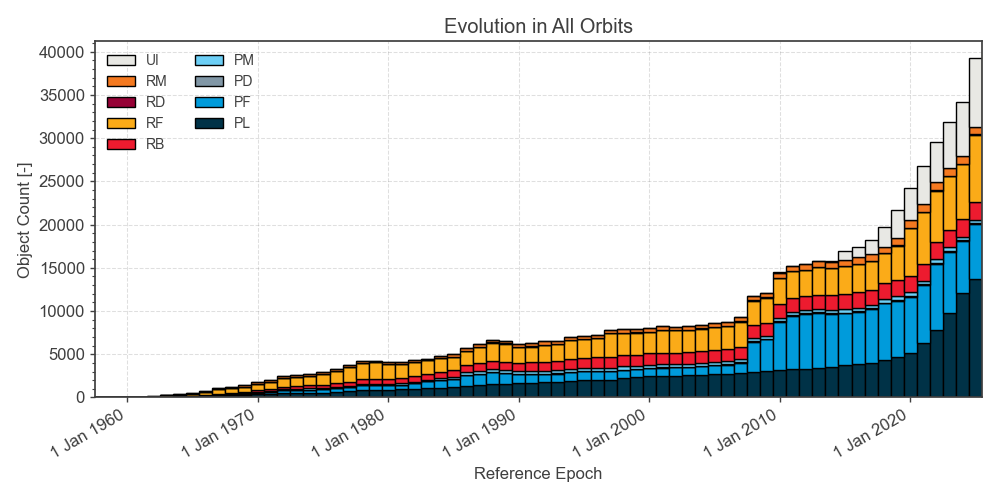 Evolution in All Orbits
Object Count [-]
40000
35000
30000
25000
20000
15000
10000
5000
0
UI
RM
RD
RF
RB
PM
PD
PF
PL
1 Jan 1960
1 Jan 1970
1 Jan 1980
1 Jan 1990
1 Jan 2000
1 Jan 2010
1 Jan 2020
Reference Epoch